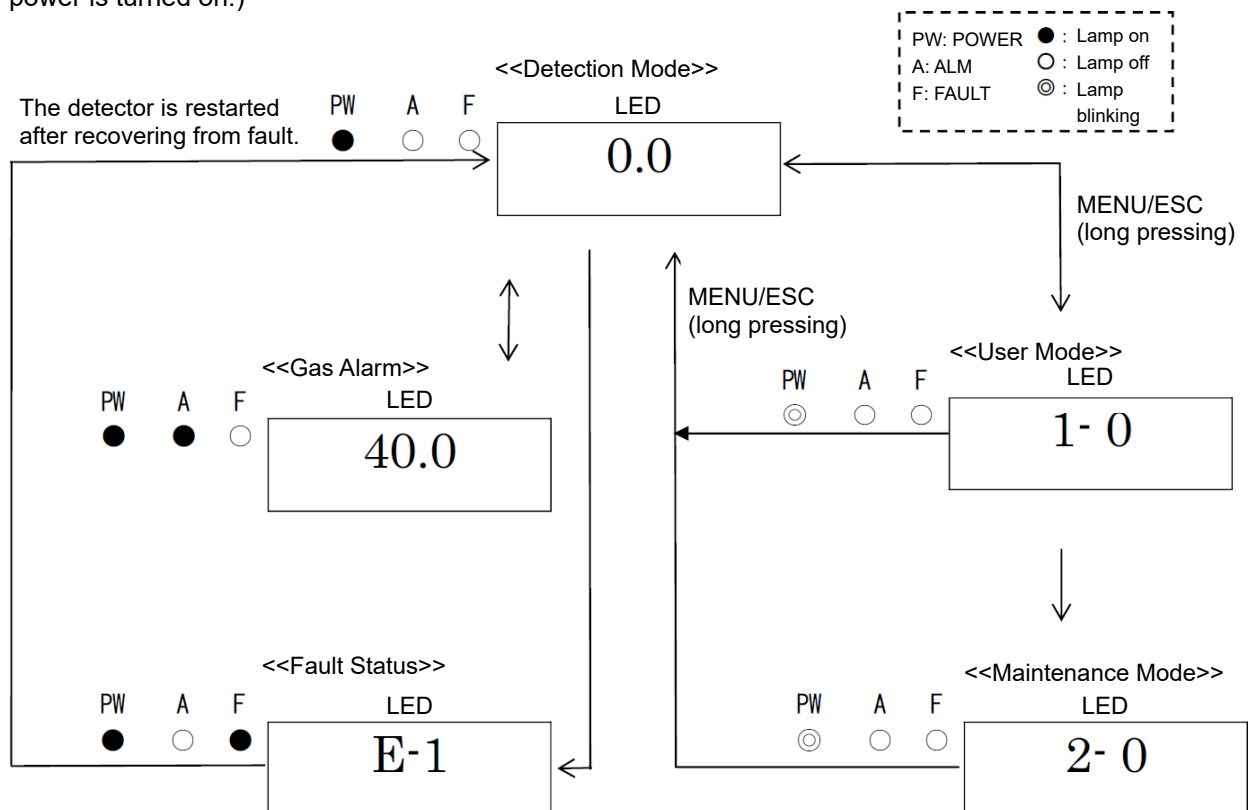 power is turned on.)
PW: POWER ● : Lamp on
A: ALM ○ : Lamp off
F: FAULT ◎ : Lamp
blinking
<<Detection Mode>>
The detector is restarted
after recovering from fault.
PW A F
LED
0.0
MENU/ESC
(long pressing)
MENU/ESC
(long pressing)
<<Gas Alarm>>
PW A F
LED
40.0
<<User Mode>>
PW A F
LED
1- 0
<<Fault Status>>
PW A F
LED
E-1
<<Maintenance Mode>>
PW A F
LED
2- 0